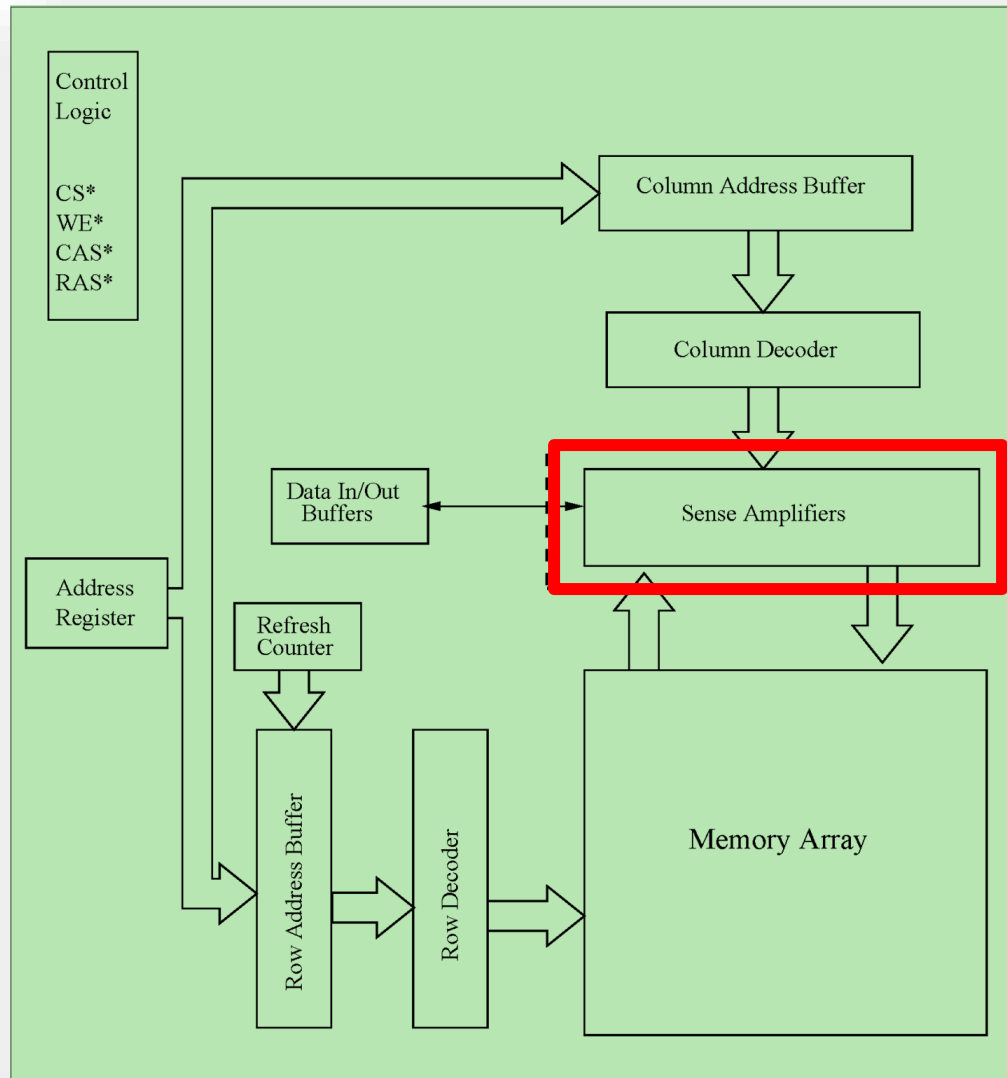 Control
Logic
CS*
WE*
CAS*
RAS*
Column Address Buffer
Column Decoder
Data In/Out
Buffers
Sense Amplifiers
Address
Register
Refresh
Counter
Row Address Buffer
Row Decoder
Memory Array